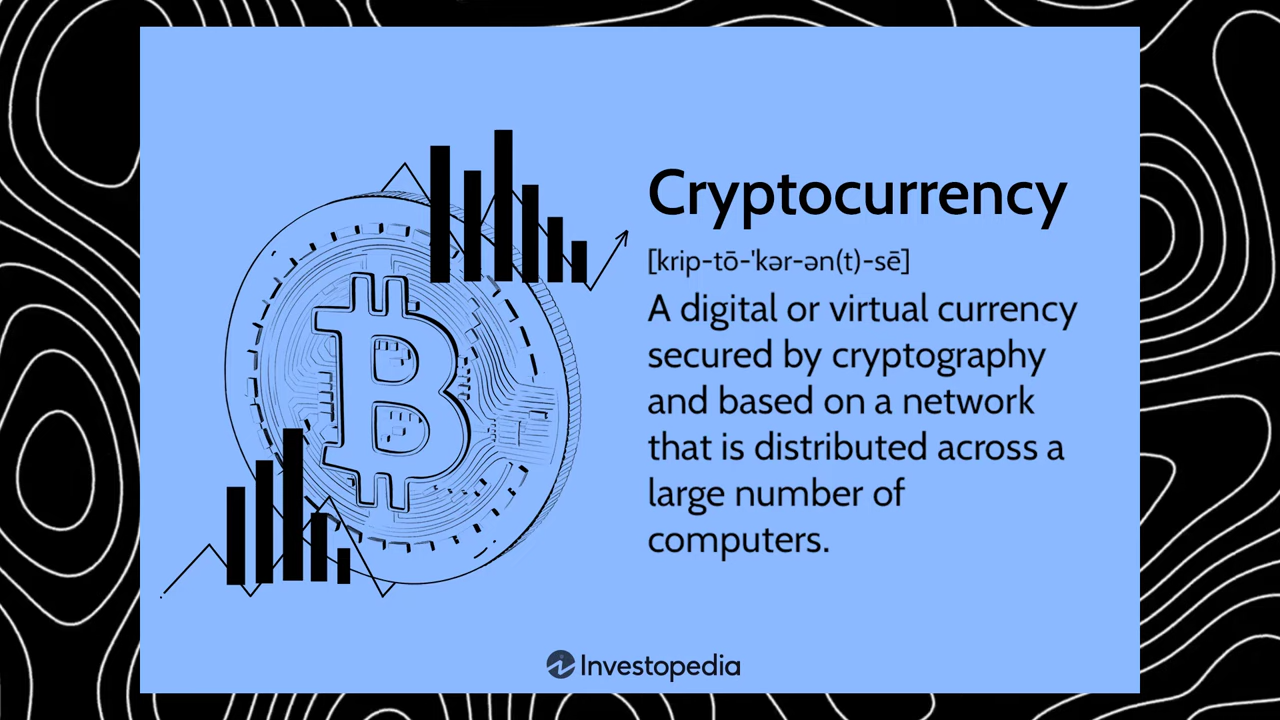 Cryptocurrency
[krip-tō-'kər-ən(t)-sē]
A digital or virtual currency
secured by cryptography
and based on a network
that is distributed across a
large number of
computers.
Investopedia